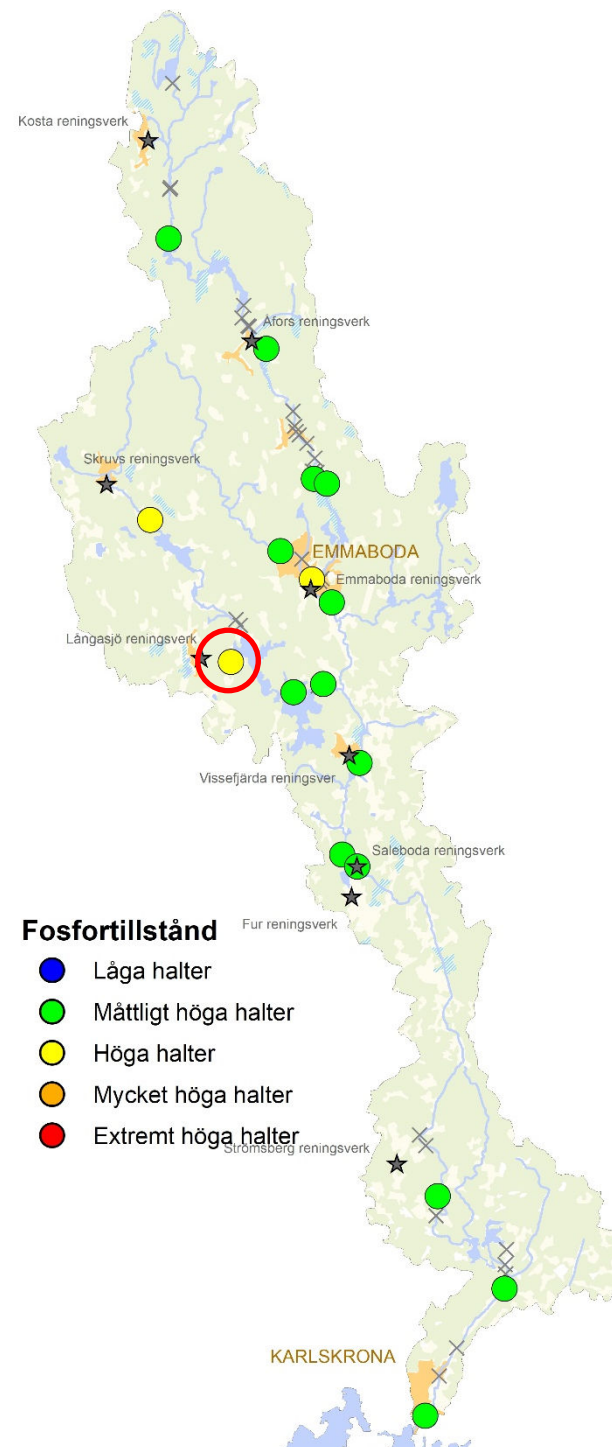 Kosta reningsverk
Åfors reningsverk
Skruvs reningsverk
EMMABODA
Emmaboda reningsverk
Långasjö reningsverk
Vissefjärda reningsver
Saleboda reningsverk
Fur reningsverk
Fosfortillstånd
Låga halter
Måttligt höga halter
Höga halter
Mycket höga halter
Extremt höga halter
Strömsberg reningsverk
KARLSKRONA